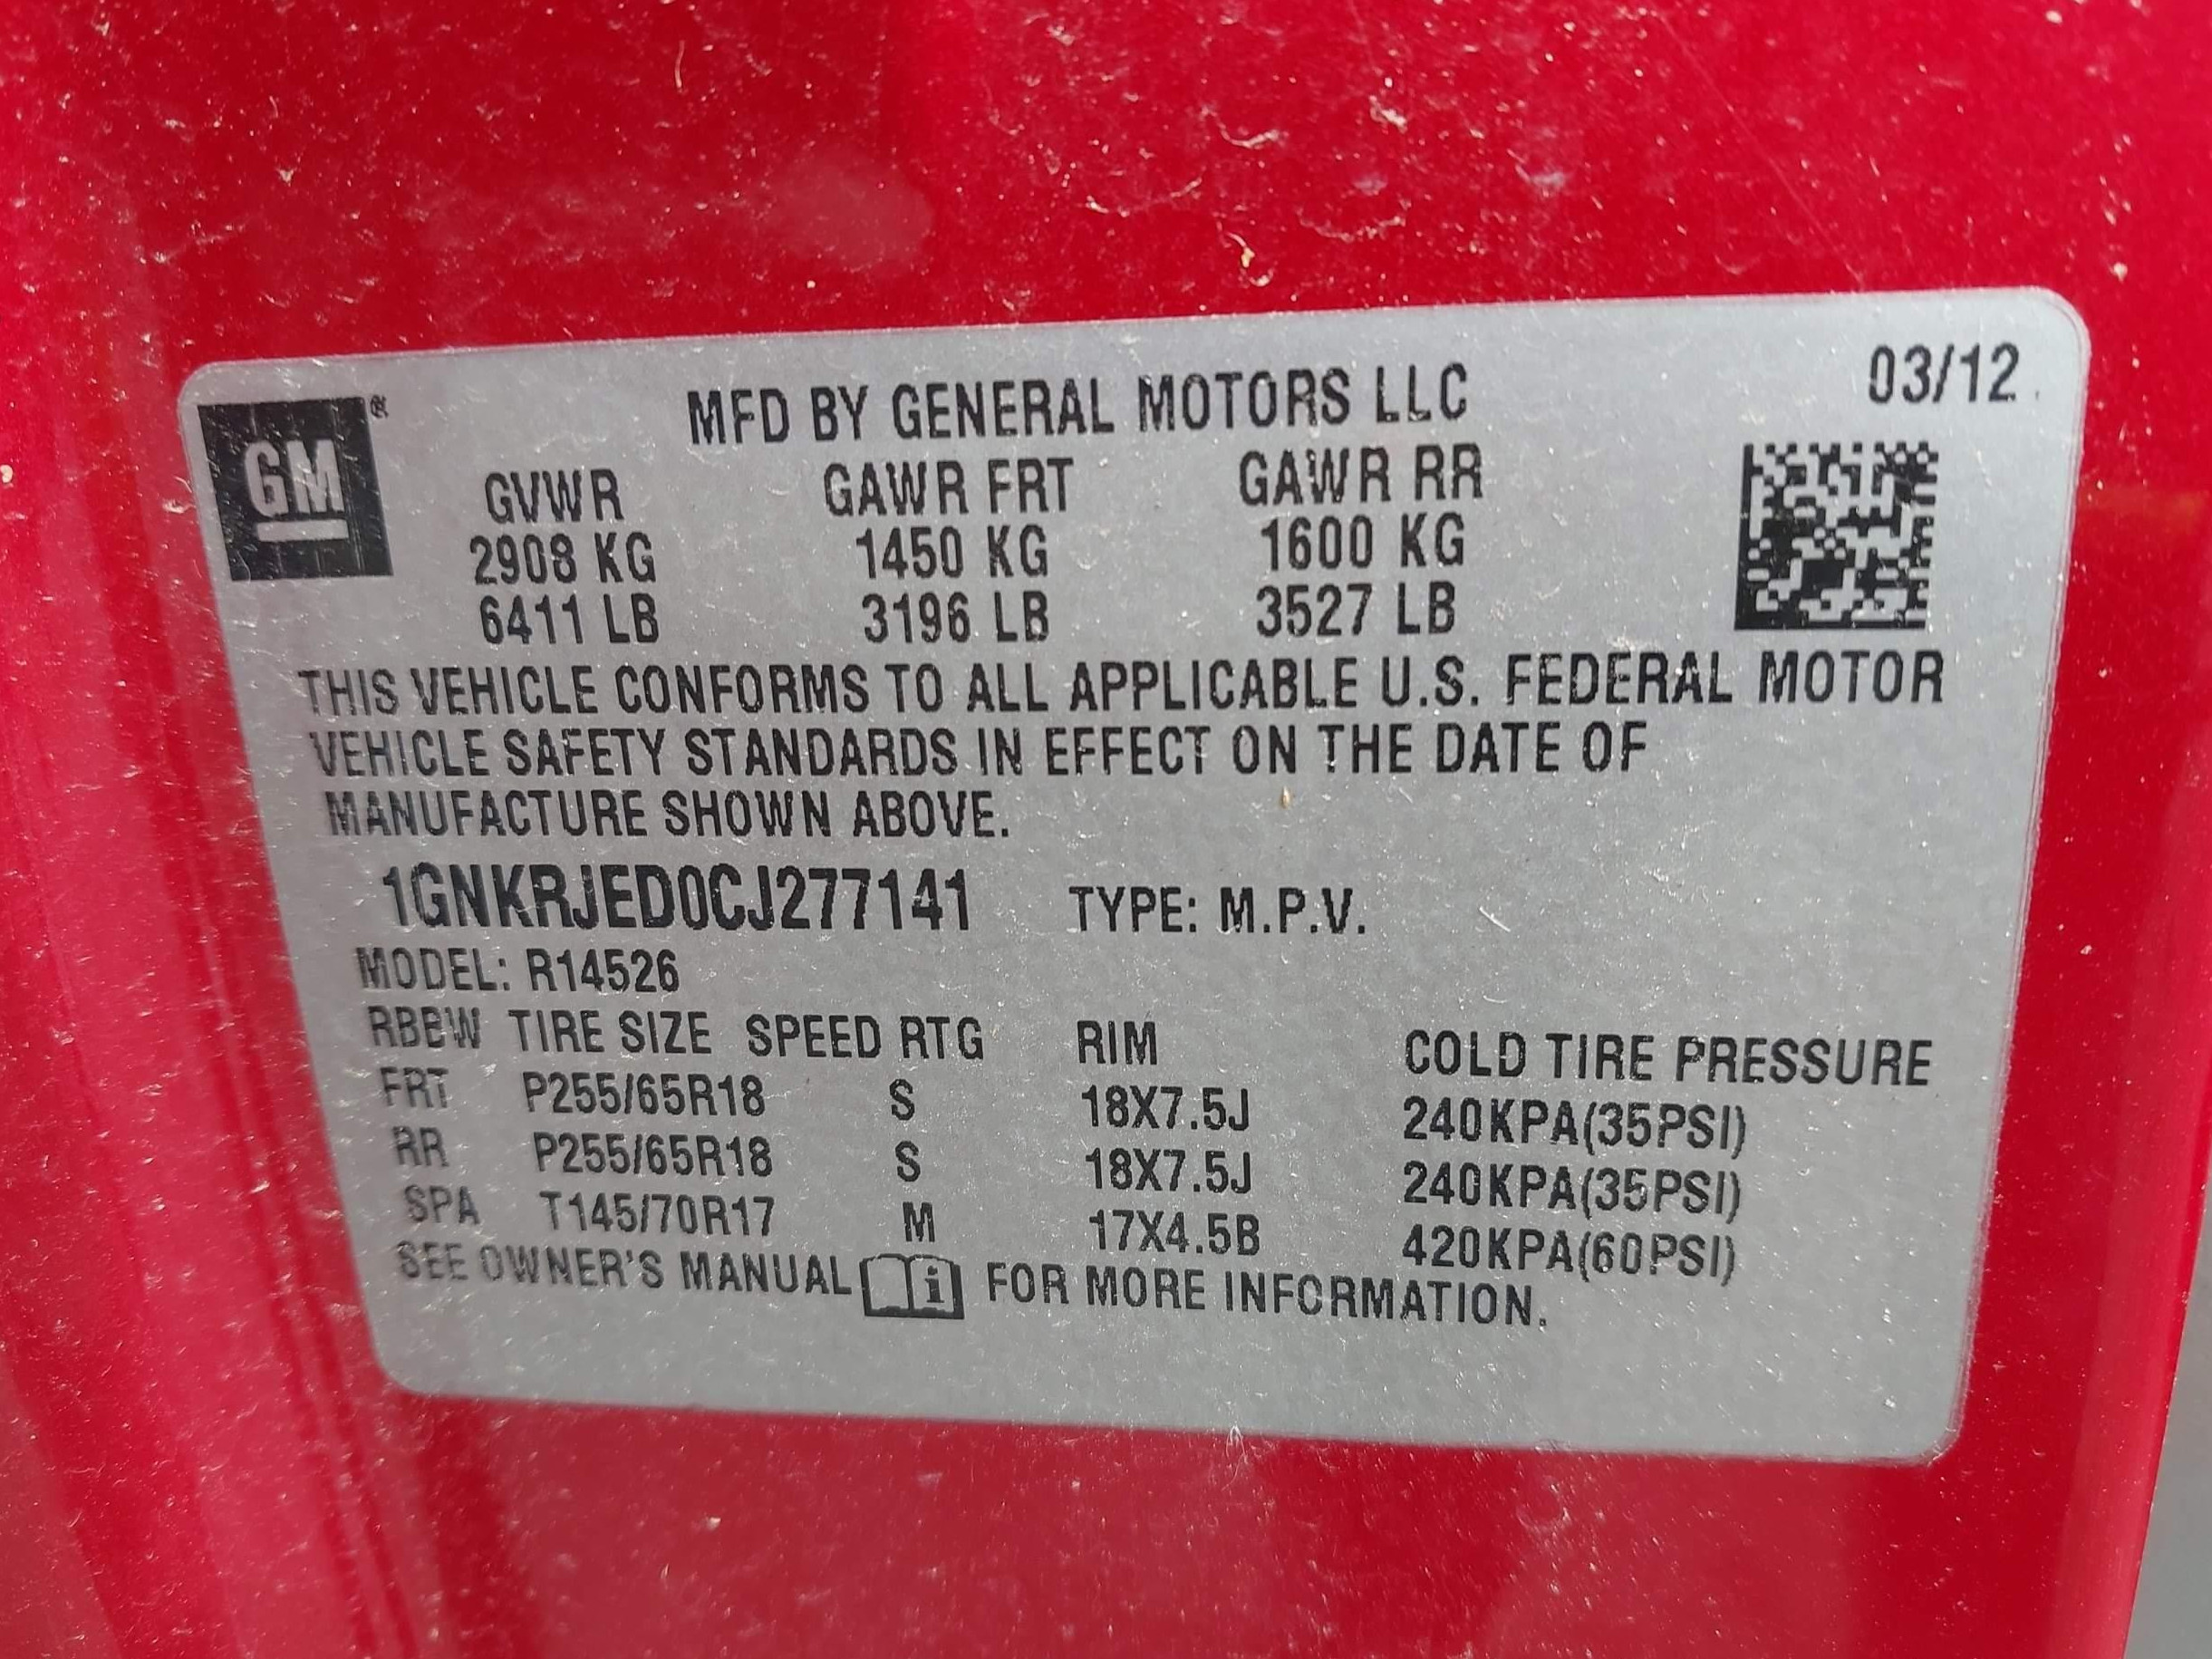 GM®
MFD BY GENERAL MOTORS LLC 03/12
GVWR GAWR FRT GAWR RR
2908 KG 1450 KG 1600 KG
6411 LB 3196 LB 3527 LB
THIS VEHICLE CONFORMS TO ALL APPLICABLE U.S. FEDERAL MOTOR
VEHICLE SAFETY STANDARDS IN EFFECT ON THE DATE OF
MANUFACTURE SHOWN ABOVE.
1GNKRJED0CJ277141 TYPE: M.P.V.
MODEL: R14526
RBBW TIRE SIZE SPEED RTG RIM COLD TIRE PRESSURE
FRT P255/65R18 S 18X7.5J 240KPA(35PSI)
RR P255/65R18 S 18X7.5J 240KPA(35PSI)
SPA T145/70R17 M 17X4.5B 420KPA(60PSI)
SEE OWNER'S MANUAL i FOR MORE INFORMATION.